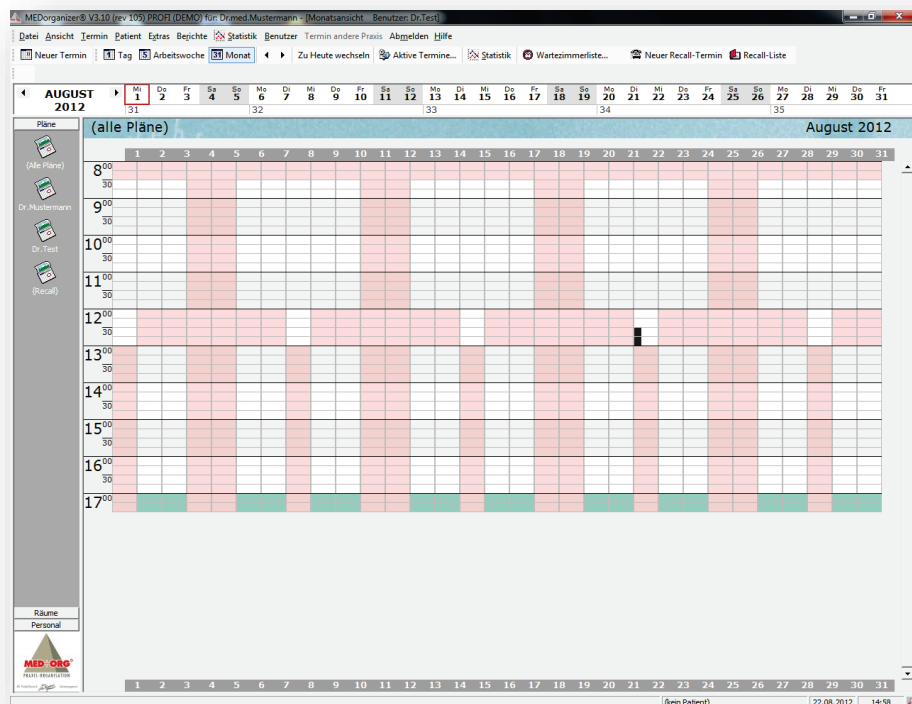 MEDorganizer® V3.10 (rev 105) PROFI (DEMO) für: Dr.med.Mustermann - [Monatsansicht Benutzer: Dr.Test]
Datei Ansicht Termin Patient Extras Berichte Statistik Benutzer Termin andere Praxis Abmelden Hilfe
Neuer Termin 1 Tag 5 Arbeitswoche 31 Monat Zu Heute wechseln Aktive Termine... Statistik Wartezimmerliste... Neuer Recall-Termin Recall-Liste
AUGUST 2012
Mi Do Fr Sa So Mo Di Mi Do Fr Sa So Mo Di Mi Do Fr Sa So Mo Di Mi Do Fr Sa So Mo Di Mi Do Fr
1 2 3 4 5 6 7 8 9 10 11 12 13 14 15 16 17 18 19 20 21 22 23 24 25 26 27 28 29 30 31
31 32 33 34 35
Pläne
(Alle Pläne)
Dr.Mustermann
Dr.Test
(Recall)
Räume
Personal
MED ORG®
PRAXIS-ORGANISATION
(alle Pläne) August 2012
1 2 3 4 5 6 7 8 9 10 11 12 13 14 15 16 17 18 19 20 21 22 23 24 25 26 27 28 29 30 31
8 00
30
9 00
30
10 00
30
11 00
30
12 00
30
13 00
30
14 00
30
15 00
30
16 00
30
17 00
1 2 3 4 5 6 7 8 9 10 11 12 13 14 15 16 17 18 19 20 21 22 23 24 25 26 27 28 29 30 31
(kein Patient) 22.08.2012 14:58